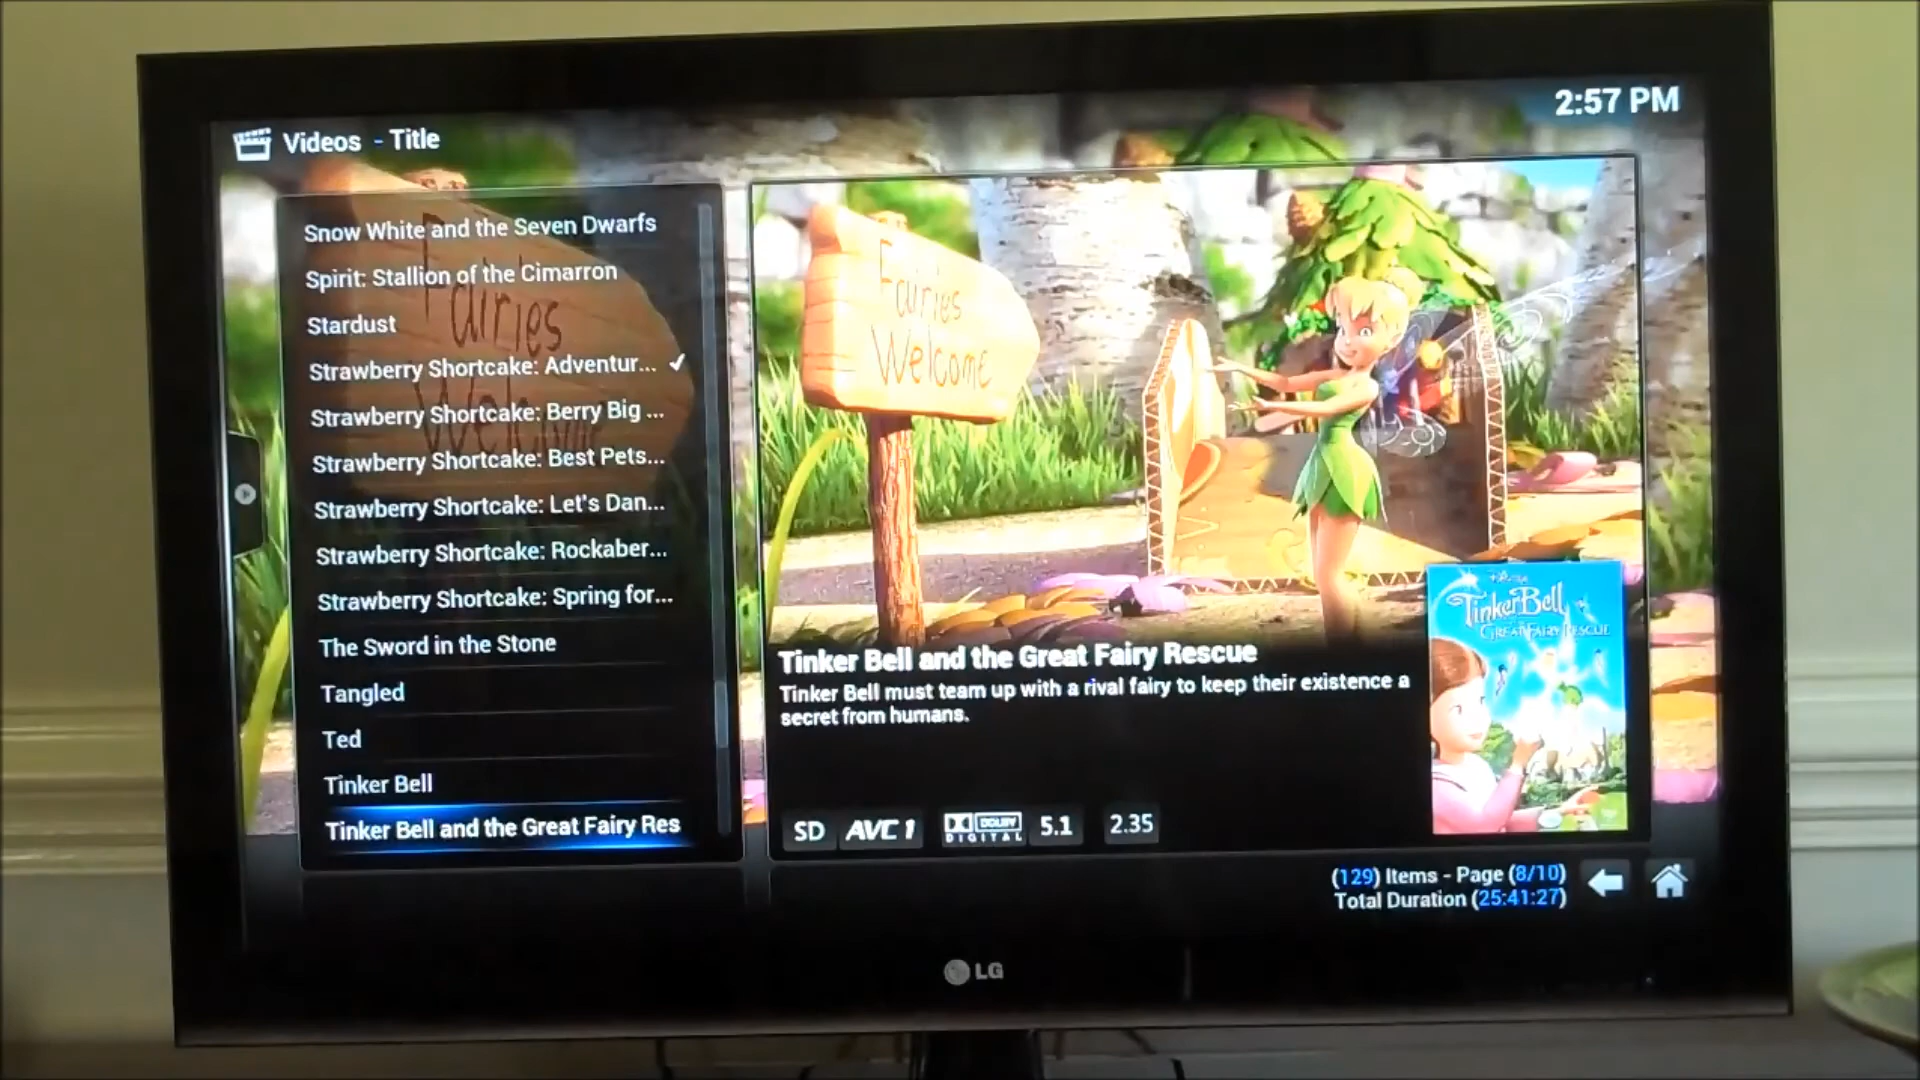 2:57 PM
Videos - Title
Snow White and the Seven Dwarfs
Spirit: Stallion of the Cimarron
Stardust
Strawberry Shortcake: Adventur...
Strawberry Shortcake: Berry Big ...
Strawberry Shortcake: Best Pets...
Strawberry Shortcake: Let's Dan...
Strawberry Shortcake: Rockaber...
Strawberry Shortcake: Spring for...
The Sword in the Stone
Tangled
Ted
Tinker Bell
Tinker Bell and the Great Fairy Res
Fairies
Welcome
Fairies
Welcome
Tinker Bell and the Great Fairy Rescue
Tinker Bell must team up with a rival fairy to keep their existence a
secret from humans.
SD AVC1 DOLBY DIGITAL 5.1 2.35
Disney
TinkerBell
GREAT FAIRY RESCUE
(129) Items - Page (8/10)
Total Duration (25:41:27)
LG